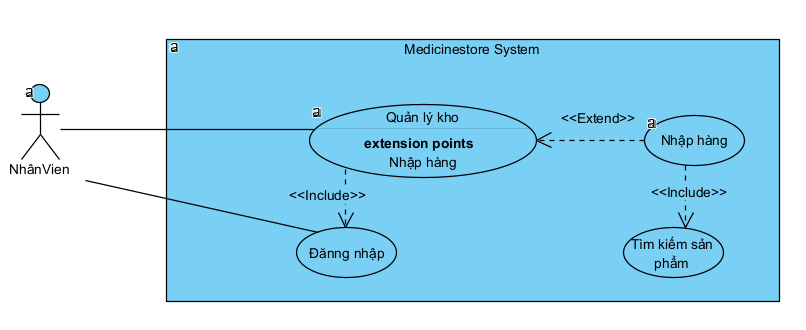 a
Medicinestore System
a
NhânVien
a
Quản lý kho
extension points
Nhập hàng
<<Extend>>
a
Nhập hàng
<<Include>>
<<Include>>
Đănng nhập
Tìm kiếm sản
phẩm